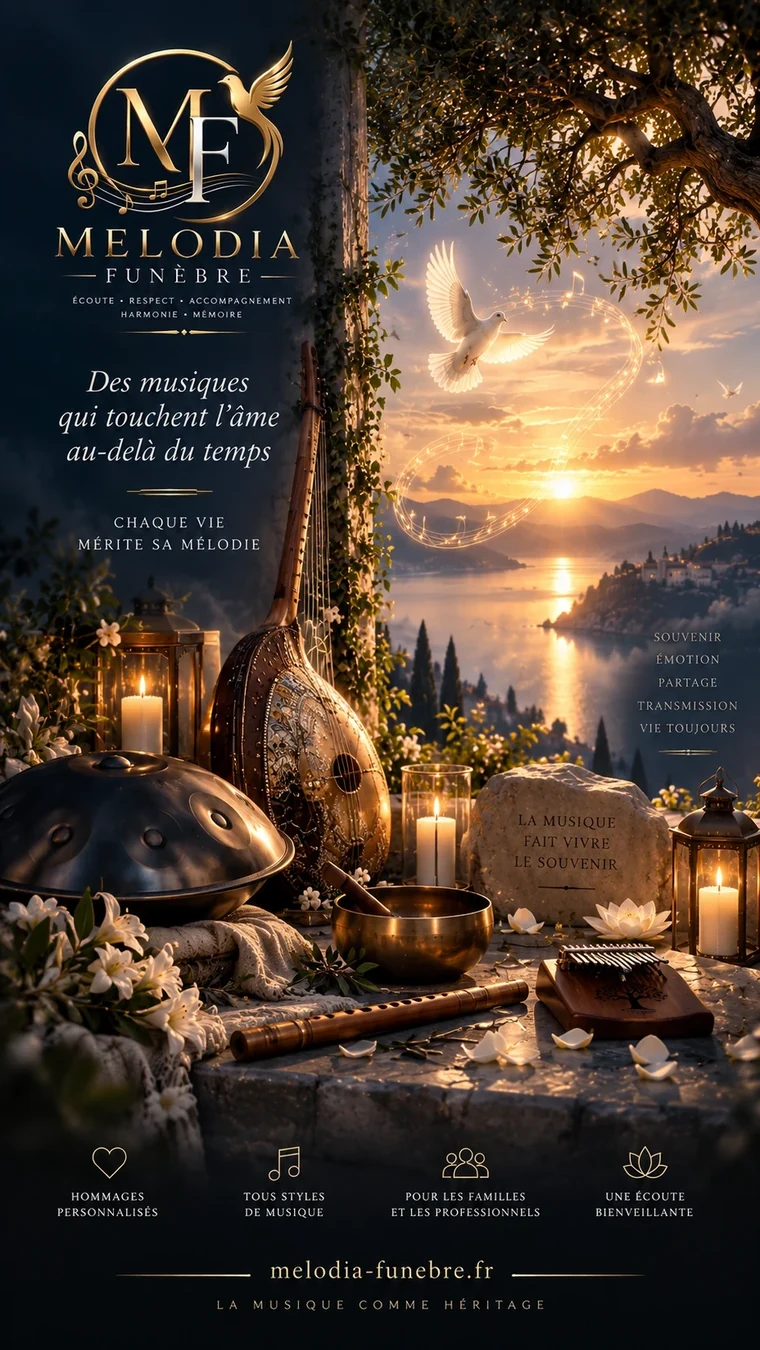 MF
MELODIA
FUNÈBRE
ÉCOUTE • RESPECT • ACCOMPAGNEMENT
HARMONIE • MÉMOIRE
Des musiques
qui touchent l'âme
au-delà du temps
CHAQUE VIE
MÉRITE SA MÉLODIE
SOUVENIR
ÉMOTION
PARTAGE
TRANSMISSION
VIE TOUJOURS
LA MUSIQUE
FAIT VIVRE
LE SOUVENIR
HOMMAGES
PERSONNALISÉS
TOUS STYLES
DE MUSIQUE
POUR LES FAMILLES
ET LES PROFESSIONNELS
UNE ÉCOUTE
BIENVEILLANTE
melodia-funebre.fr
LA MUSIQUE COMME HÉRITAGE